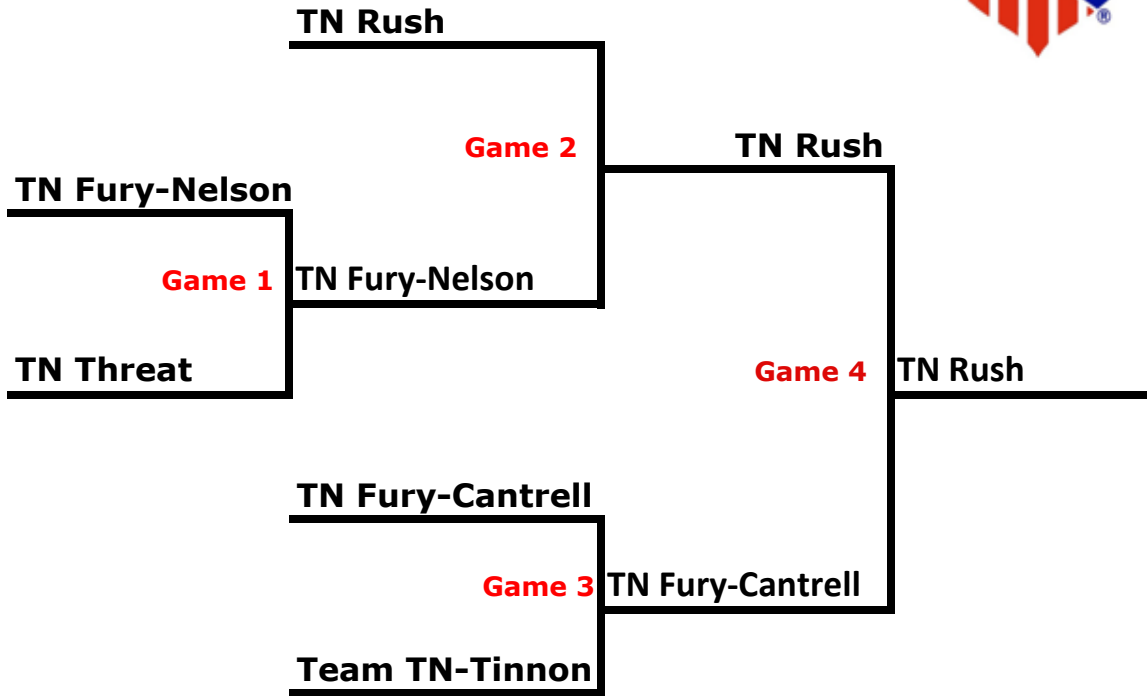 TN Rush
®
Game 2
TN Rush
TN Fury-Nelson
Game 1
TN Fury-Nelson
TN Threat
Game 4
TN Rush
TN Fury-Cantrell
Game 3
TN Fury-Cantrell
Team TN-Tinnon